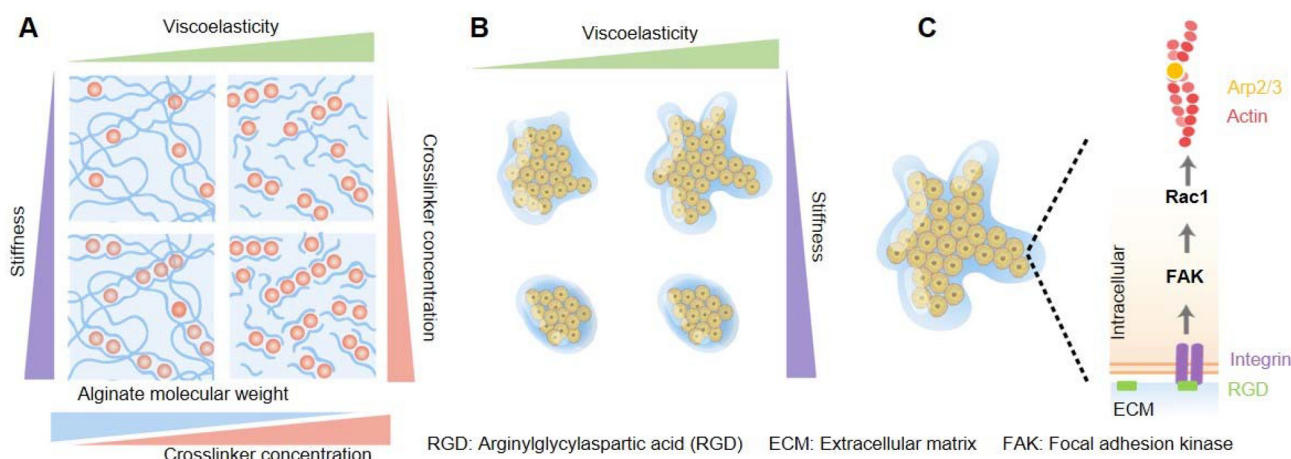 A
Viscoelasticity
Stiffness
Crosslinker concentration
Alginate molecular weight
Crosslinker concentration
B
Viscoelasticity
Stiffness
C
Arp2/3
Actin
Rac1
FAK
Intracellular
Integrin
RGD
ECM
RGD: Arginylglycylaspartic acid (RGD) ECM: Extracellular matrix FAK: Focal adhesion kinase